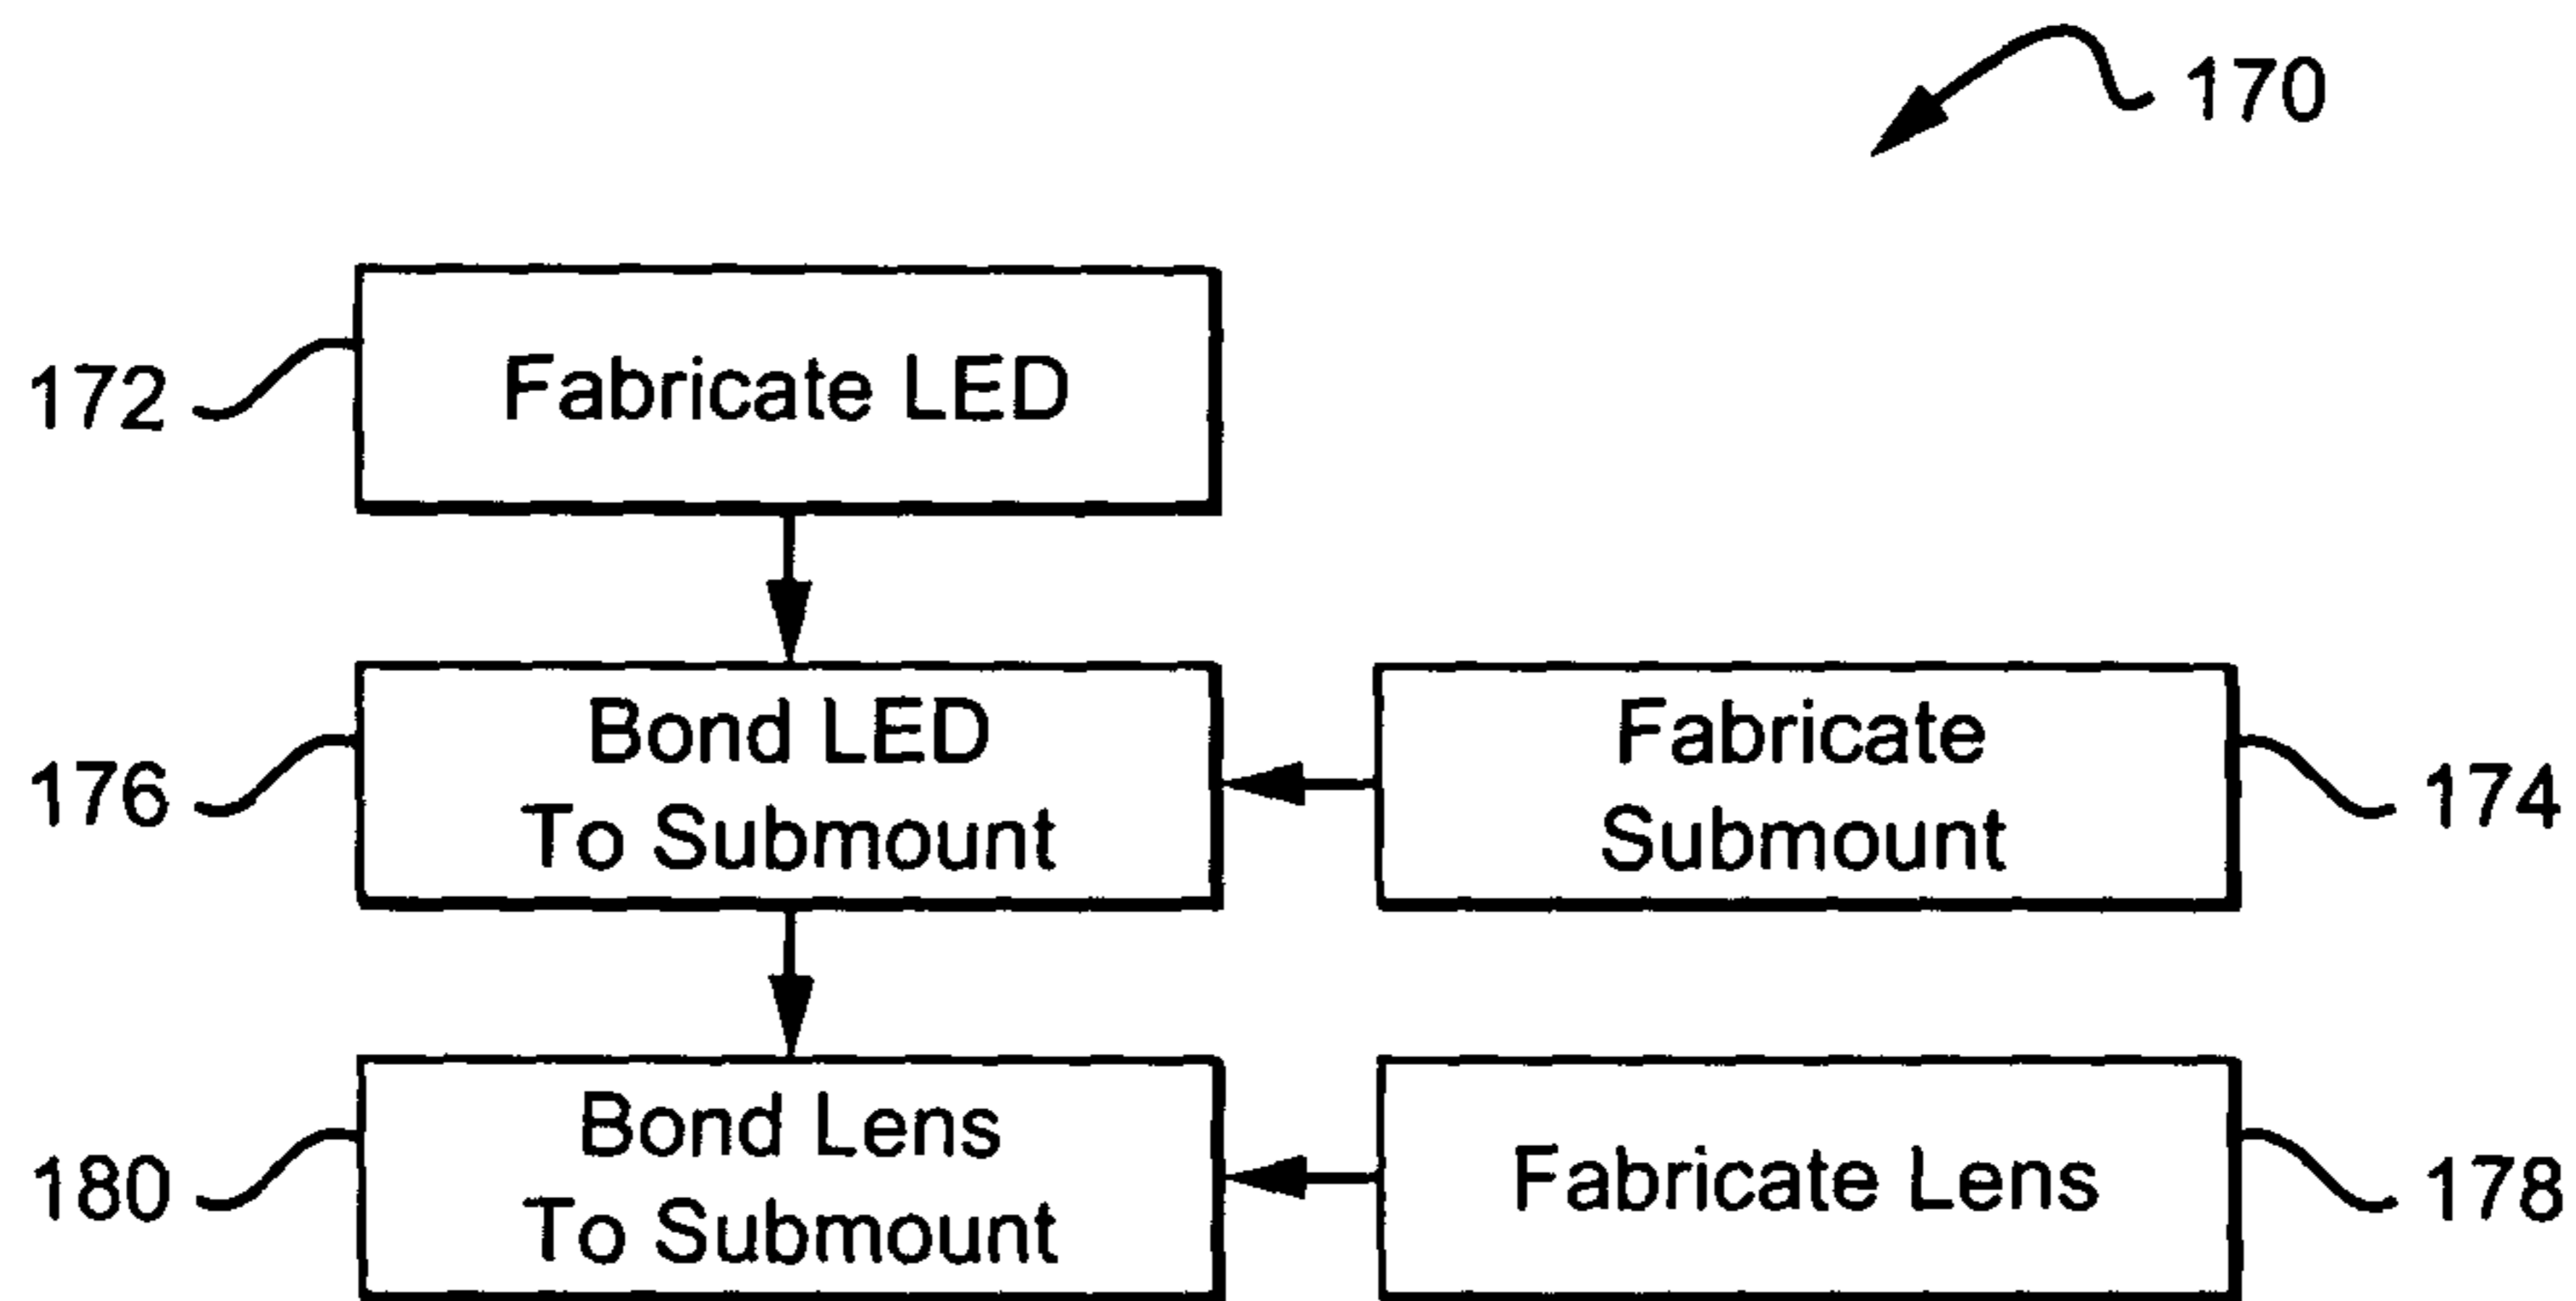 170
172
Fabricate LED
176
Bond LED
To Submount
Fabricate
Submount
174
180
Bond Lens
To Submount
Fabricate Lens
178